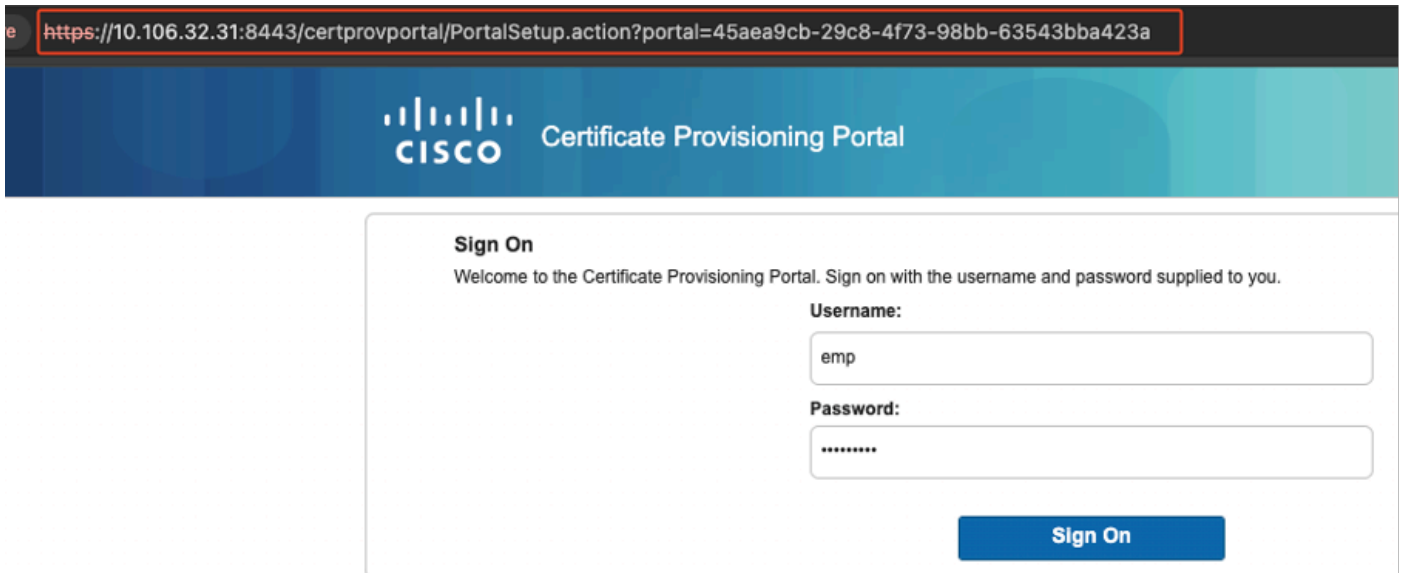 e https://10.106.32.31:8443/certprovportal/PortalSetup.action?portal=45aea9cb-29c8-4f73-98bb-63543bba423a
CISCO Certificate Provisioning Portal
Sign On
Welcome to the Certificate Provisioning Portal. Sign on with the username and password supplied to you.
Username:
emp
Password:
•••••••••
Sign On